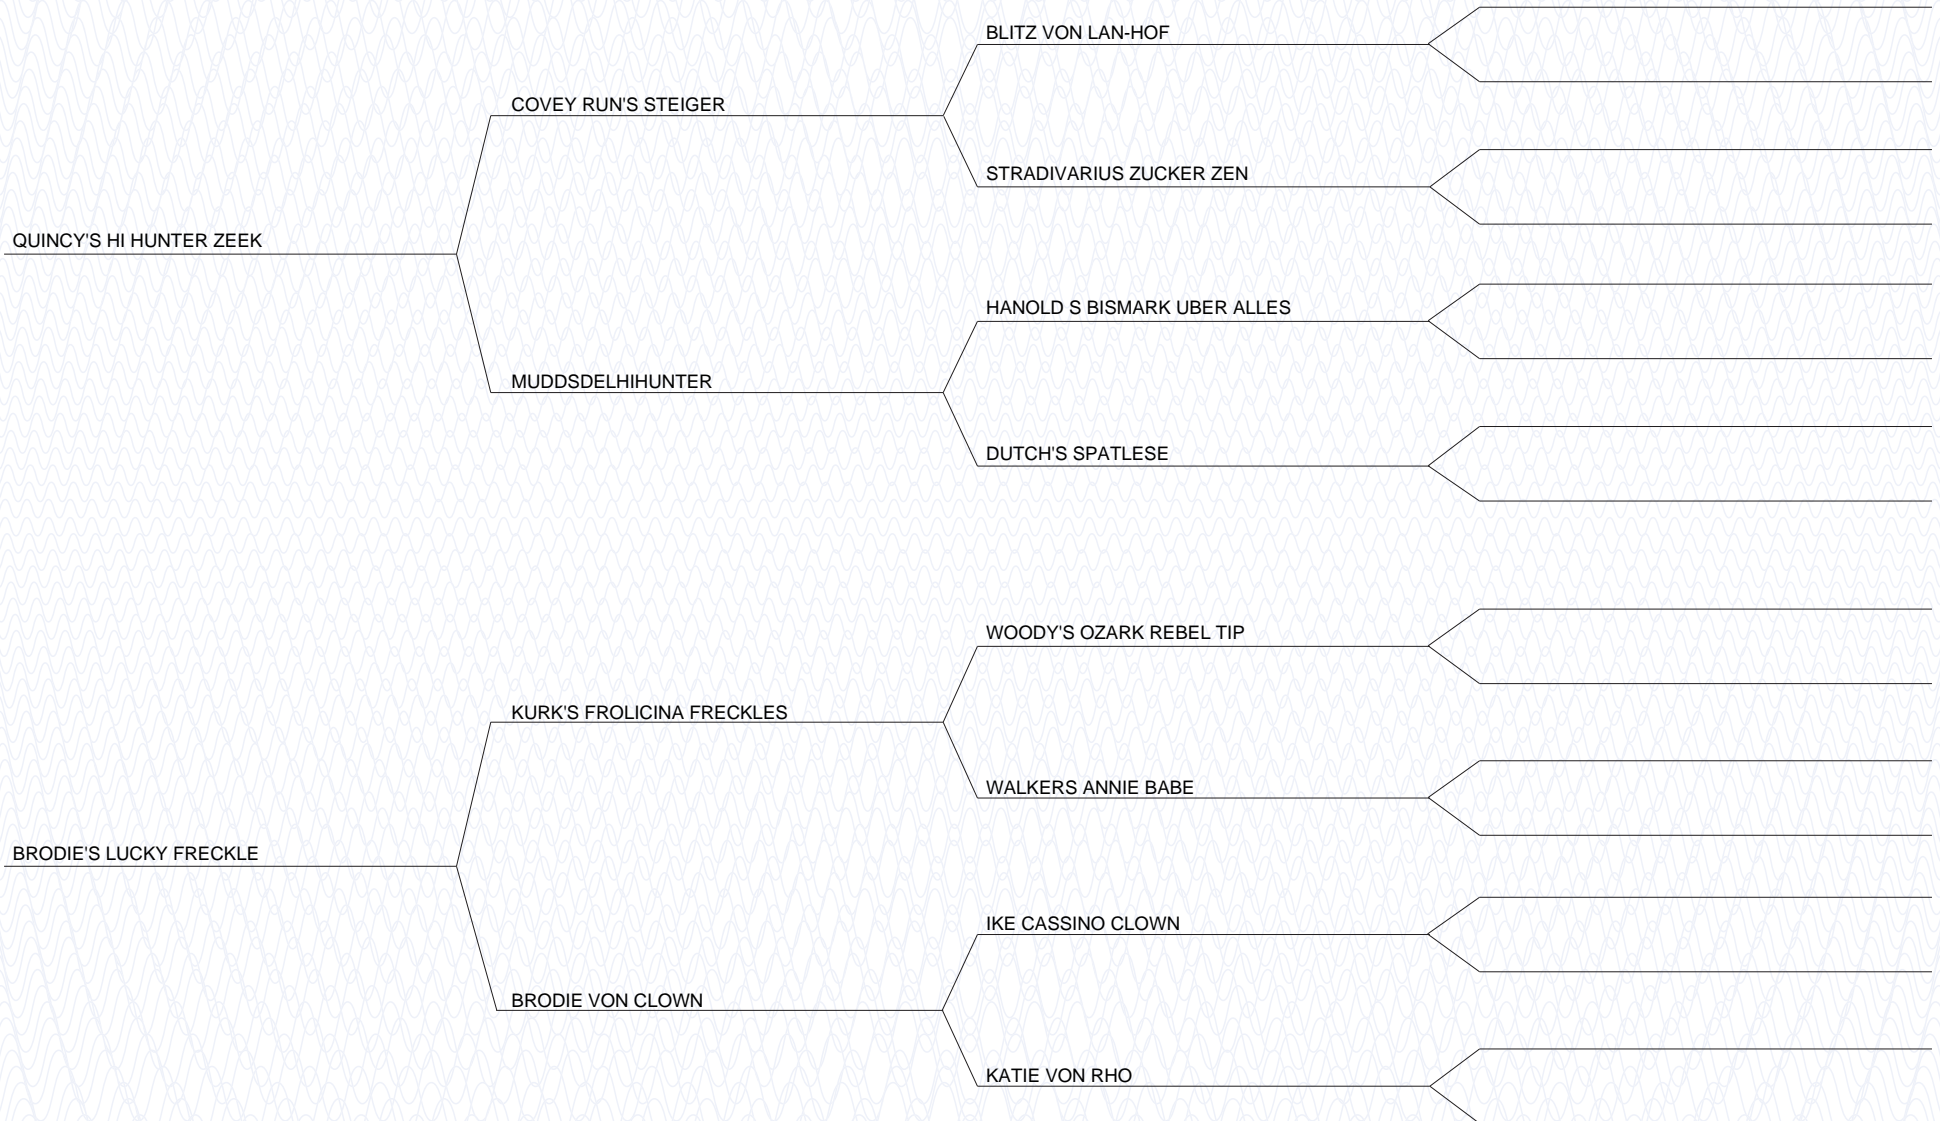 BLITZ VON LAN-HOF
COVEY RUN'S STEIGER
STRADIVARIUS ZUCKER ZEN
QUINCY'S HI HUNTER ZEEK
HANOLD S BISMARK UBER ALLES
MUDDSDELHIHUNTER
DUTCH'S SPATLESE
WOODY'S OZARK REBEL TIP
KURK'S FROLICINA FRECKLES
WALKERS ANNIE BABE
BRODIE'S LUCKY FRECKLE
IKE CASSINO CLOWN
BRODIE VON CLOWN
KATIE VON RHO